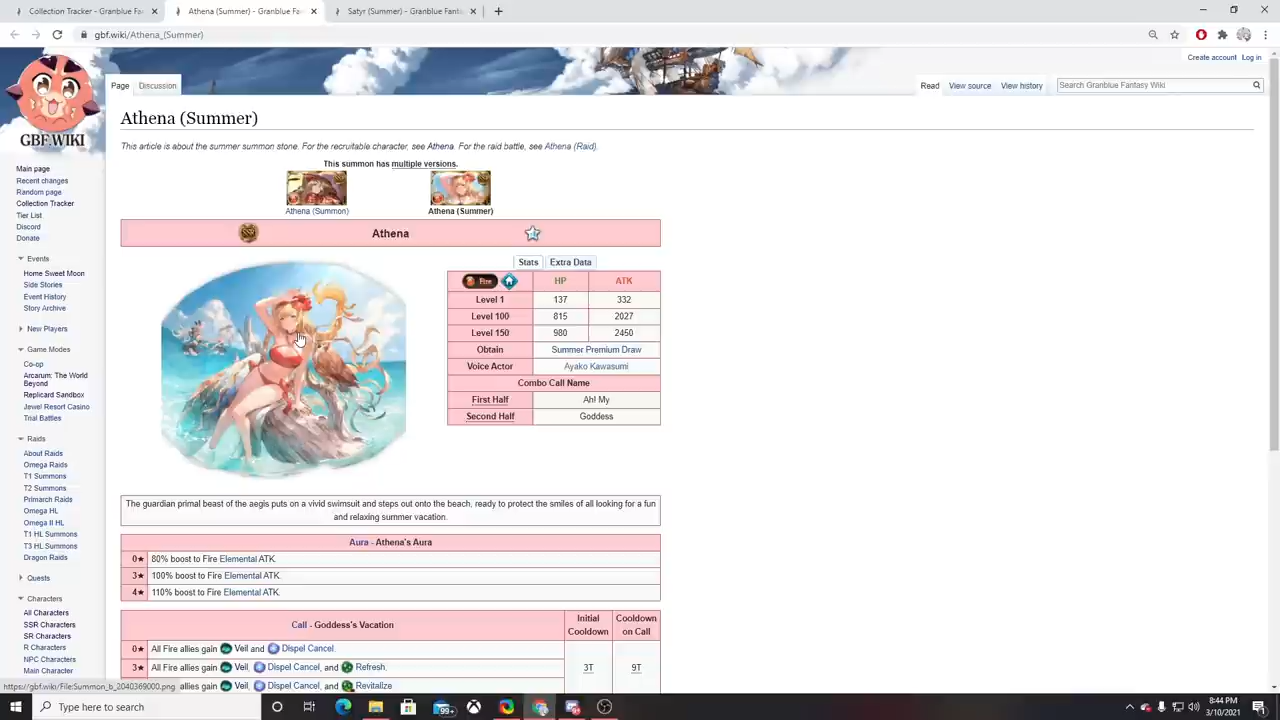 Collection Tracker - Granblue Fa
Athena (Summer) - Granblue Fan
Satyr (Summer) - Granblue Fantas
gbf.wiki/Athena_(Summer)
Create account Log in
Page Discussion
Read View source View history
Search Granblue Fantasy Wiki
GBF.WIKI
Athena (Summer)
This article is about the summer summon stone. For the recruitable character, see Athena. For the raid battle, see Athena (Raid).
This summon has multiple versions.
Athena (Summon) Athena (Summer)
Athena
Stats Extra Data
Fire HP ATK
Level 1 137 332
Level 100 815 2027
Level 150 980 2450
Obtain Summer Premium Draw
Voice Actor Ayako Kawasumi
Combo Call Name
First Half Ah! My
Second Half Goddess
The guardian primal beast of the aegis puts on a vivid swimsuit and steps out onto the beach, ready to protect the smiles of all looking for a fun
and relaxing summer vacation.
Aura - Athena's Aura
0★ 80% boost to Fire Elemental ATK.
3★ 100% boost to Fire Elemental ATK.
4★ 110% boost to Fire Elemental ATK.
Call - Goddess's Vacation
Initial Cooldown
Cooldown on Call
0★ All Fire allies gain Veil and Dispel Cancel.
3★ All Fire allies gain Veil, Dispel Cancel, and Refresh.
allies gain Veil, Dispel Cancel, and Revitalize
3T 9T
Main page
Recent changes
Random page
Collection Tracker
Tier List
Discord
Donate
Events
Home Sweet Moon
Side Stories
Event History
Story Archive
New Players
Game Modes
Co-op
Arcarum: The World
Beyond
Replicard Sandbox
Jewel Resort Casino
Trial Battles
Raids
About Raids
Omega Raids
T1 Summons
T2 Summons
Primarch Raids
Omega HL
Omega II HL
T1 HL Summons
T3 HL Summons
Dragon Raids
Quests
Characters
All Characters
SSR Characters
SR Characters
R Characters
NPC Characters
Main Character
https://gbf.wiki/File:Summon_b_2040369000.png
Type here to search
99+
8:44 PM
3/10/2021